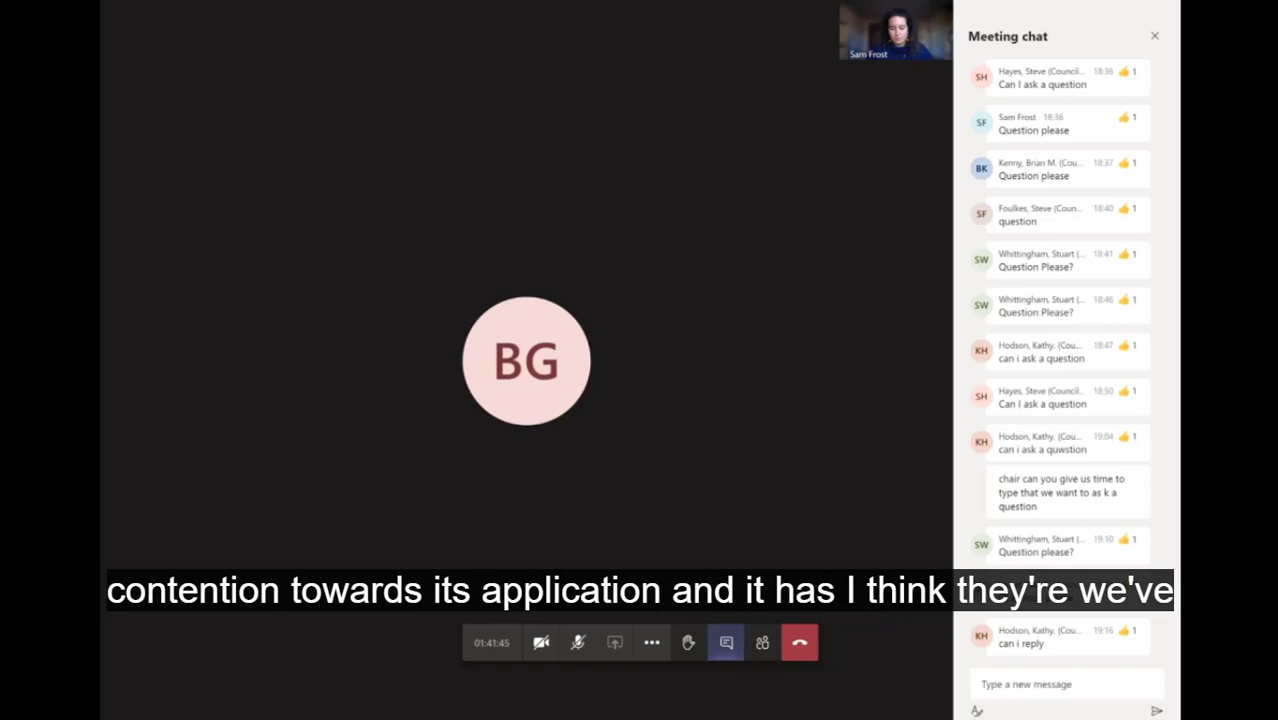 Sam Frost
Meeting chat
SH
Hayes, Steve (Council... 18:36 1
Can I ask a question
SF
Sam Frost 18:36 1
Question please
BK
Kenny, Brian M. (Cou... 18:37 1
Question please
SF
Foulkes, Steve (Coun... 18:40 1
question
SW
Whittingham, Stuart (... 18:41 1
Question Please?
SW
Whittingham, Stuart (... 18:46 1
Question Please?
KH
Hodson, Kathy. (Cou... 18:47 1
can i ask a question
SH
Hayes, Steve (Council... 18:50 1
Can I ask a question
KH
Hodson, Kathy. (Cou... 19:04 1
can i ask a quwstion
chair can you give us time to
type that we want to as k a
question
SW
Whittingham, Stuart (... 19:10 1
Question please?
BG
contention towards its application and it has I think they're we've
01:41:45
KH
Hodson, Kathy. (Cou... 19:16 1
can i reply
Type a new message